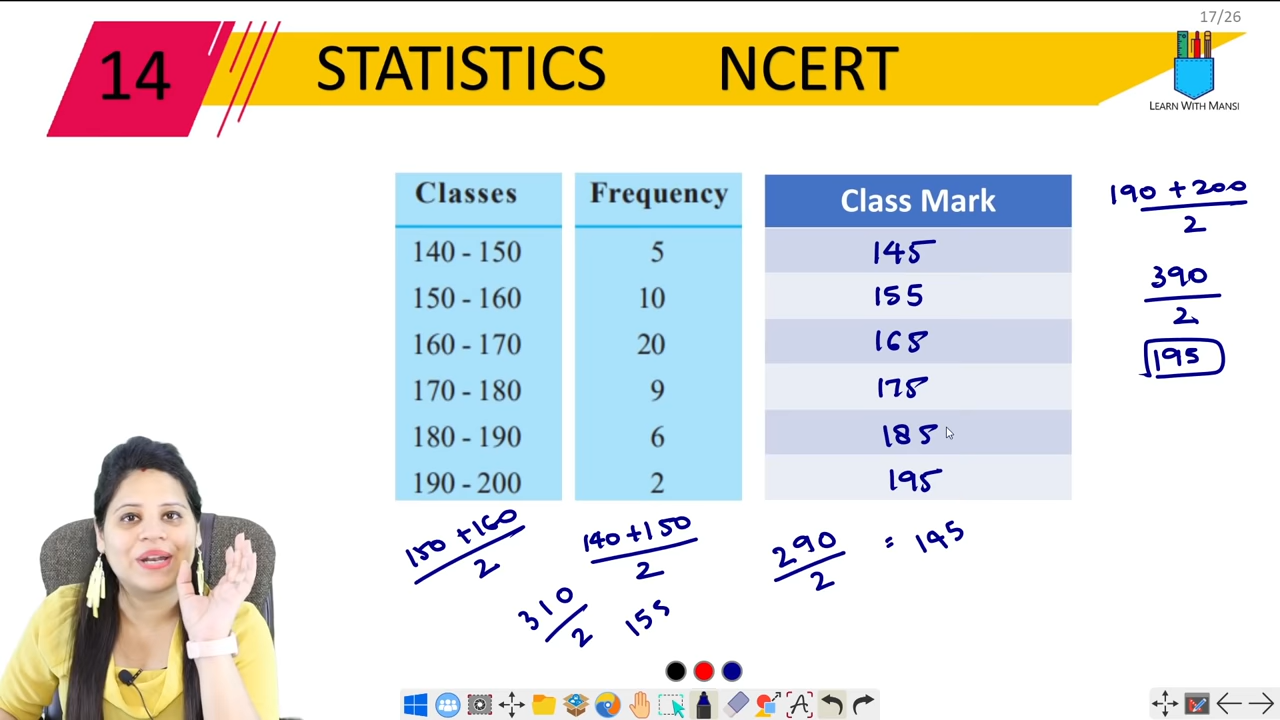 17/26
14
STATISTICS NCERT
LEARN WITH MANSI
Classes Frequency Class Mark
140 - 150 5 145
150 - 160 10 155
160 - 170 20 165
170 - 180 9 175
180 - 190 6 185
190 - 200 2 195
190 + 200
2
390
2
195
150 + 160
2
310
2
155
140 + 150
2
290
2
= 145